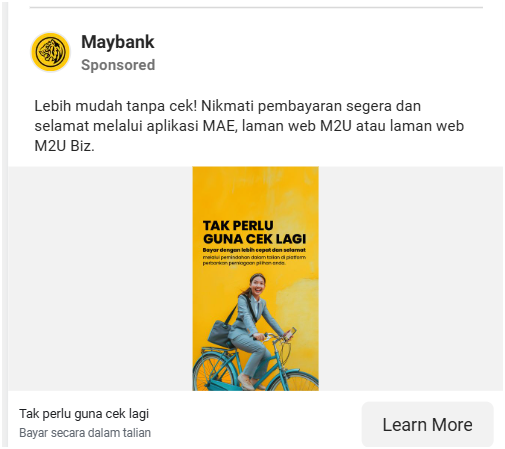 Maybank
Sponsored
Lebih mudah tanpa cek! Nikmati pembayaran segera dan
selamat melalui aplikasi MAE, laman web M2U atau laman web
M2U Biz.
TAK PERLU
GUNA CEK LAGI
Bayar dengan lebih cepat dan selamat
melalui pemindahan dalam talian di platform
perbankan perniagaan pilihan anda.
Tak perlu guna cek lagi
Bayar secara dalam talian
Learn More